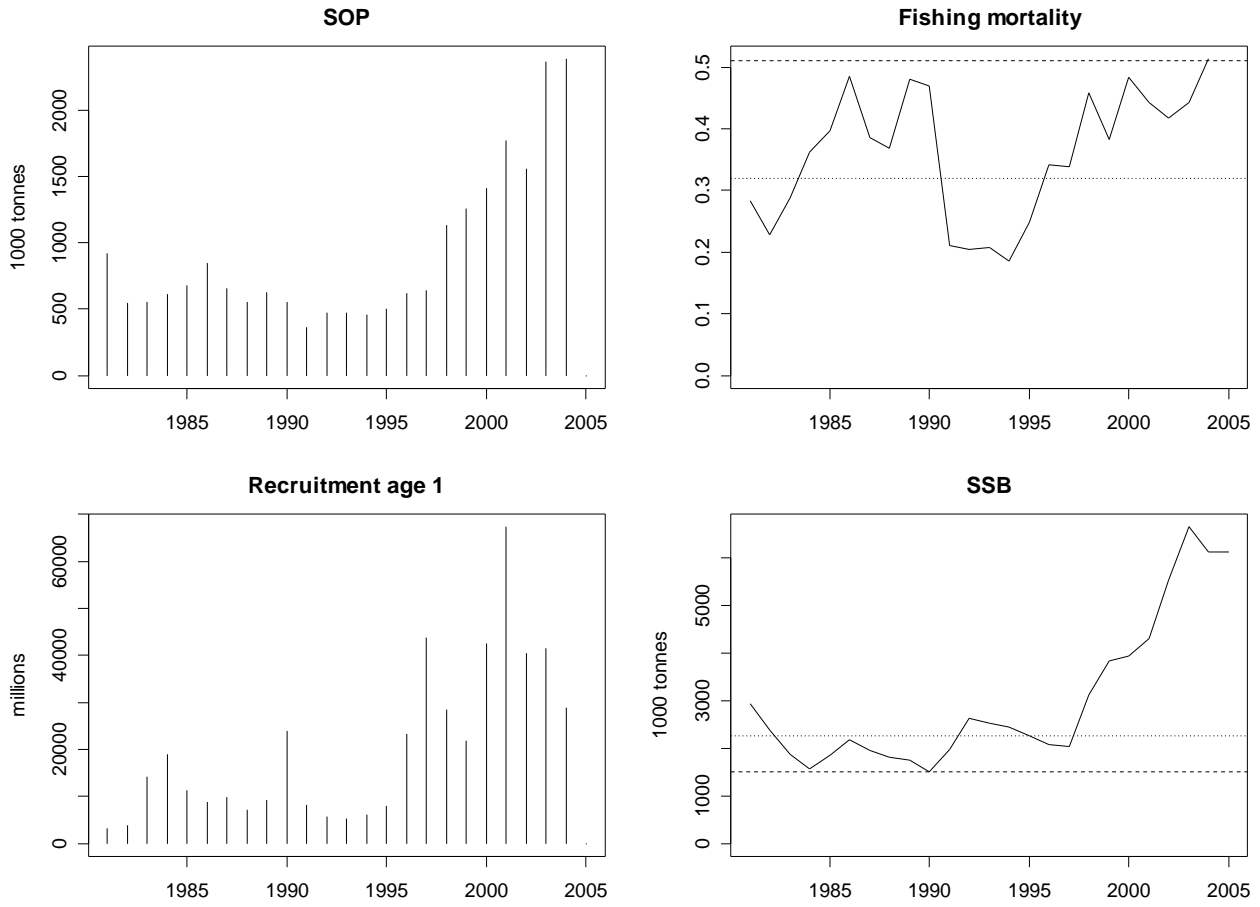 SOP
1000 tonnes
0 500 1000 1500 2000
1985 1990 1995 2000 2005
Fishing mortality
0.0 0.1 0.2 0.3 0.4 0.5
1985 1990 1995 2000 2005
Recruitment age 1
millions
0 20000 40000 60000
1985 1990 1995 2000 2005
SSB
1000 tonnes
0 1000 3000 5000
1985 1990 1995 2000 2005